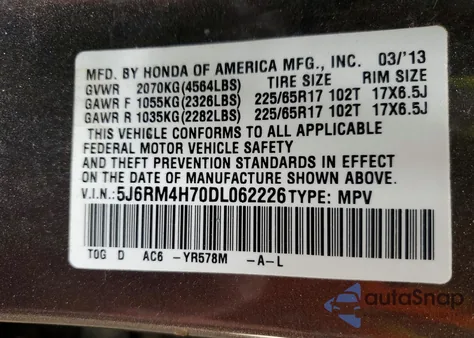 MFD. BY HONDA OF AMERICA MFG., INC. 03/'13
GVWR 2070KG(4564LBS) TIRE SIZE RIM SIZE
GAWR F 1055KG(2326LBS) 225/65R17 102T 17X6.5J
GAWR R 1035KG(2282LBS) 225/65R17 102T 17X6.5J
THIS VEHICLE CONFORMS TO ALL APPLICABLE
FEDERAL MOTOR VEHICLE SAFETY
AND THEFT PREVENTION STANDARDS IN EFFECT
ON THE DATE OF MANUFACTURE SHOWN ABOVE.
V.I.N.:5J6RM4H70DL062226 TYPE: MPV
TOG D AC6 -YR578M -A-L
autoSnap